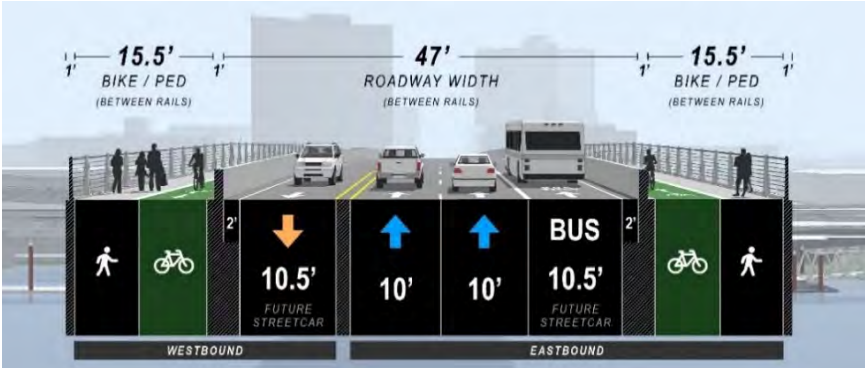 15.5’ 47’ 15.5’
1’ 1’ 1’ 1’
BIKE / PED ROADWAY WIDTH BIKE / PED
(BETWEEN RAILS) (BETWEEN RAILS) (BETWEEN RAILS)
2’ BUS 2’
10.5’ 10’ 10’ 10.5’
FUTURE FUTURE
STREETCAR STREETCAR
WESTBOUND EASTBOUND